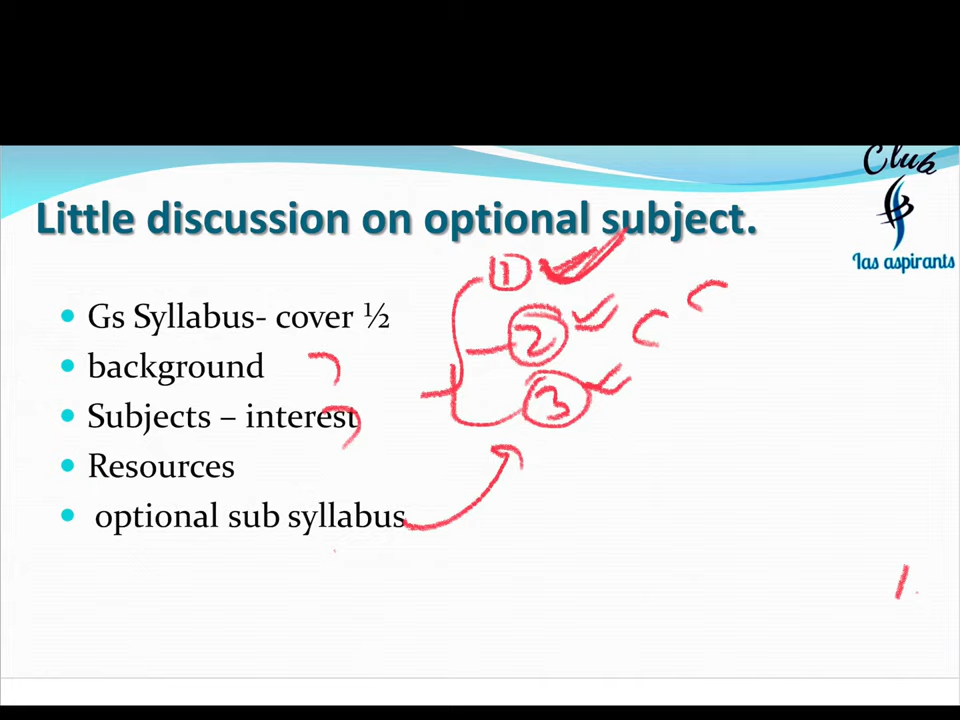 Club
Ias aspirants
Little discussion on optional subject.
Gs Syllabus- cover ½
background
Subjects – interest
Resources
optional sub syllabus
1
2
3